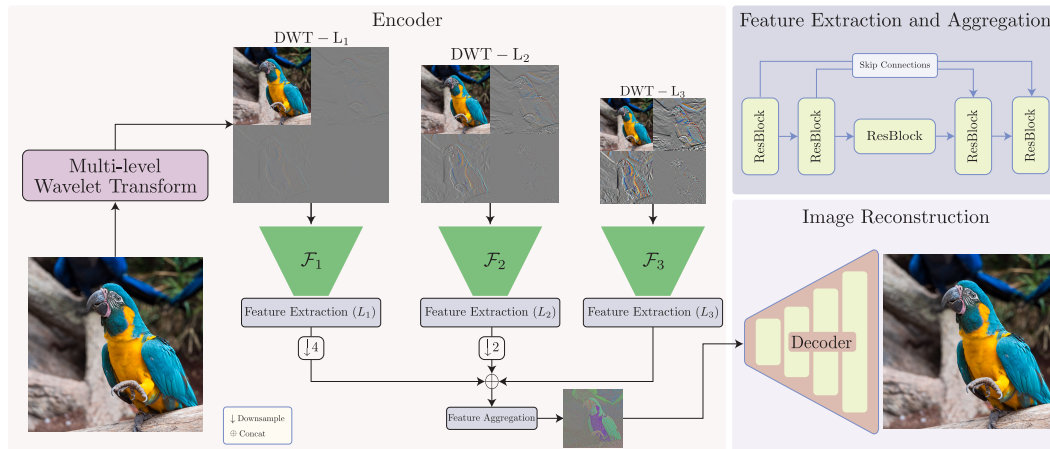 Encoder
DWT − L₁
DWT − L₂
DWT − L₃
Multi-level
Wavelet Transform
ℱ₁
ℱ₂
ℱ₃
Feature Extraction (L₁)
Feature Extraction (L₂)
Feature Extraction (L₃)
↓4
↓2
⊕
Feature Aggregation
↓ Downsample
⊕ Concat
Feature Extraction and Aggregation
Skip Connections
ResBlock
ResBlock
ResBlock
ResBlock
ResBlock
Image Reconstruction
Decoder